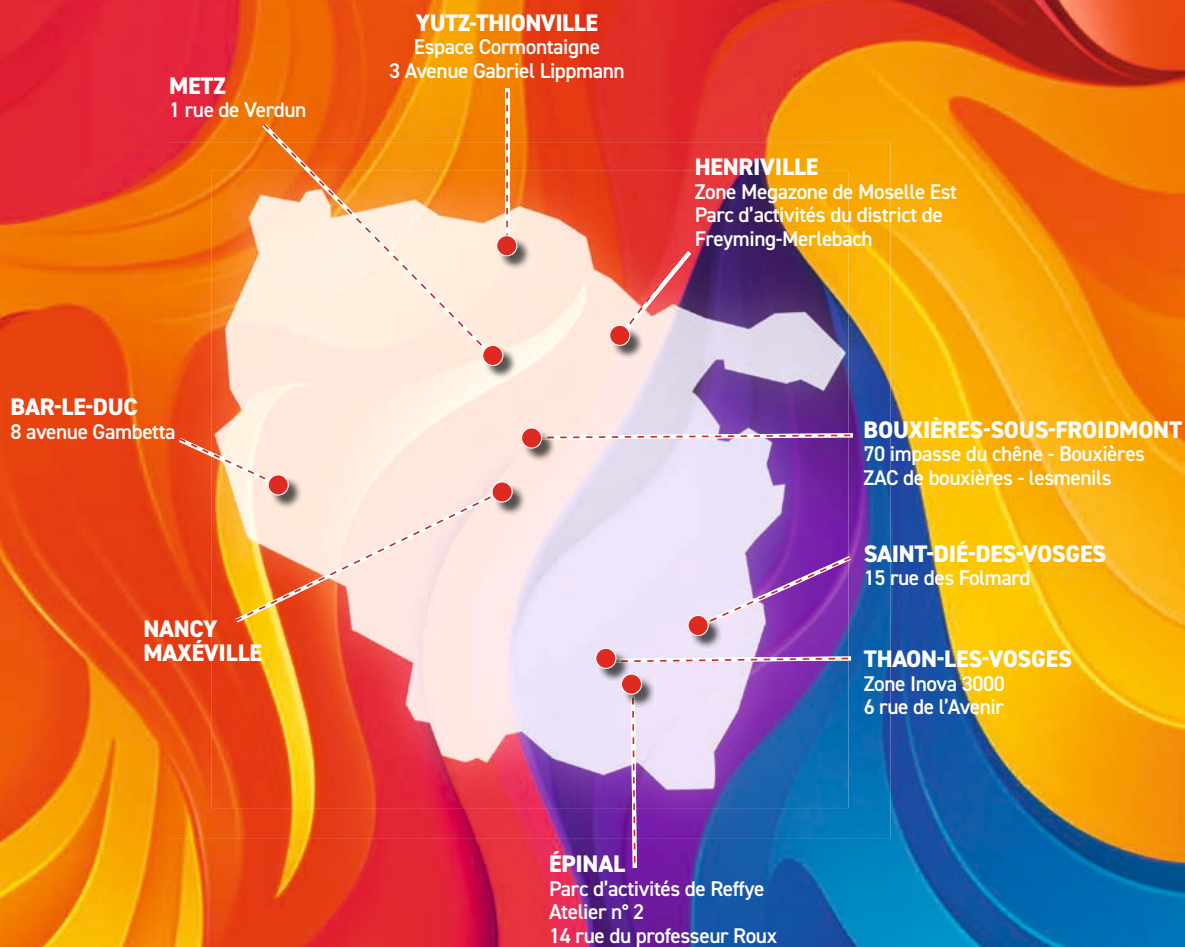 YUTZ-THIONVILLE
Espace Cormontaigne
3 Avenue Gabriel Lippmann
METZ
1 rue de Verdun
HENRIVILLE
Zone Megazone de Moselle Est
Parc d'activités du district de
Freyming-Merlebach
BAR-LE-DUC
8 avenue Gambetta
BOUXIÈRES-SOUS-FROIDMONT
70 impasse du chêne - Bouxières
ZAC de bouxières - lesmenils
SAINT-DIÉ-DES-VOSGES
15 rue des Folmard
NANCY
MAXÉVILLE
THAON-LES-VOSGES
Zone Inova 3000
6 rue de l'Avenir
ÉPINAL
Parc d'activités de Reffye
Atelier n° 2
14 rue du professeur Roux